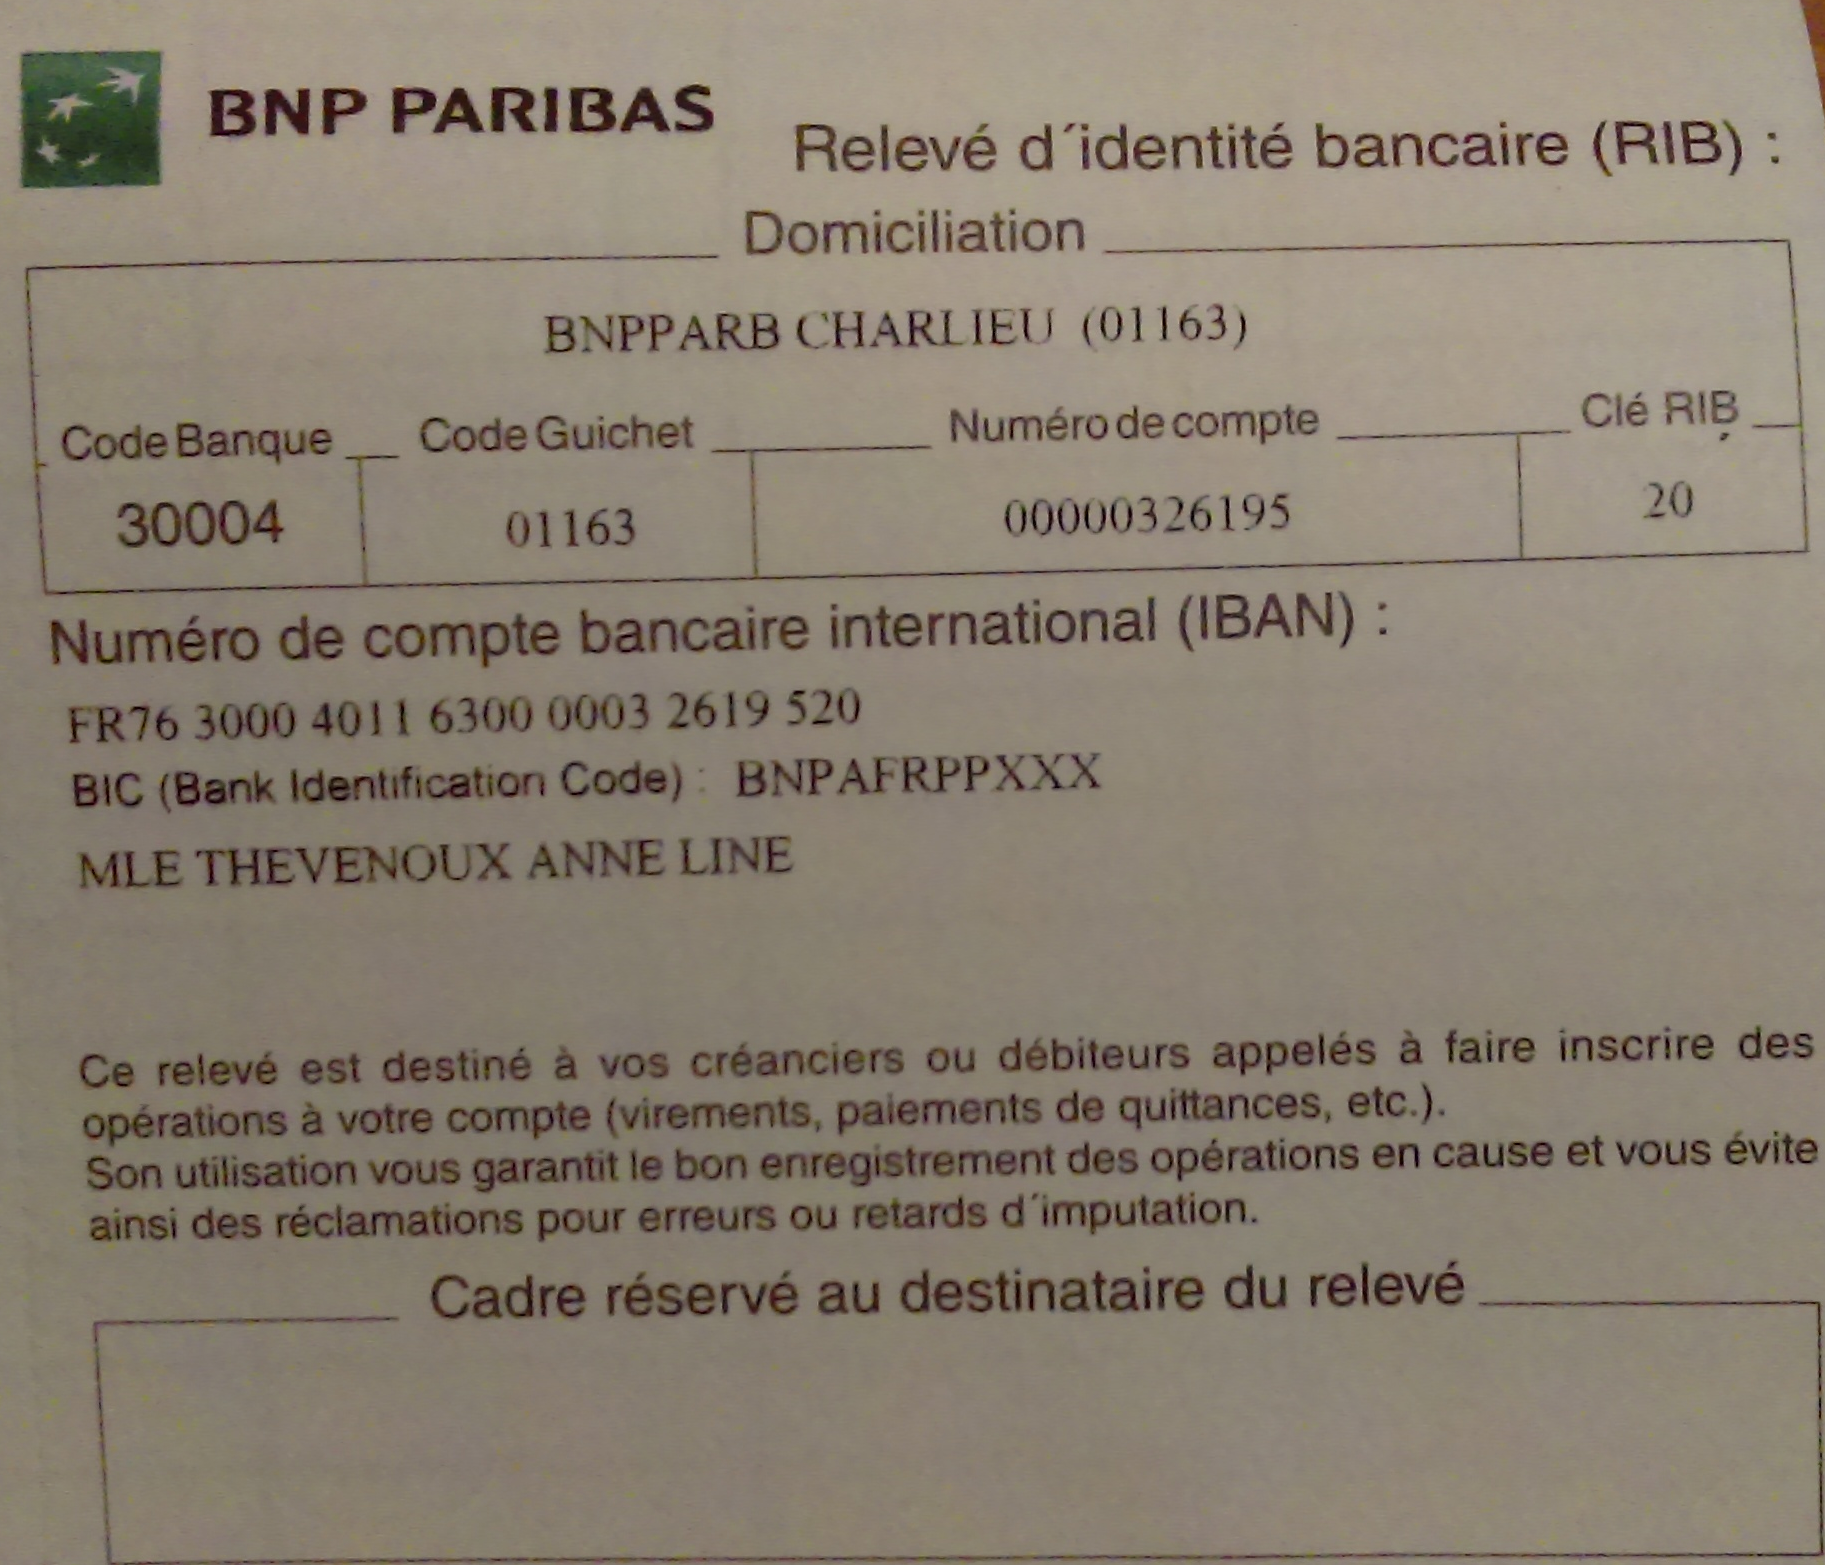 BNP PARIBAS
Relevé d´identité bancaire (RIB) :
Domiciliation
BNPPARB CHARLIEU (01163)
Code Banque Code Guichet Numéro de compte Clé RIB
30004 01163 00000326195 20
Numéro de compte bancaire international (IBAN) :
FR76 3000 4011 6300 0003 2619 520
BIC (Bank Identification Code) : BNPAFRPPXXX
MLE THEVENOUX ANNE LINE
Ce relevé est destiné à vos créanciers ou débiteurs appelés à faire inscrire des
opérations à votre compte (virements, paiements de quittances, etc.).
Son utilisation vous garantit le bon enregistrement des opérations en cause et vous évite
ainsi des réclamations pour erreurs ou retards d´imputation.
Cadre réservé au destinataire du relevé